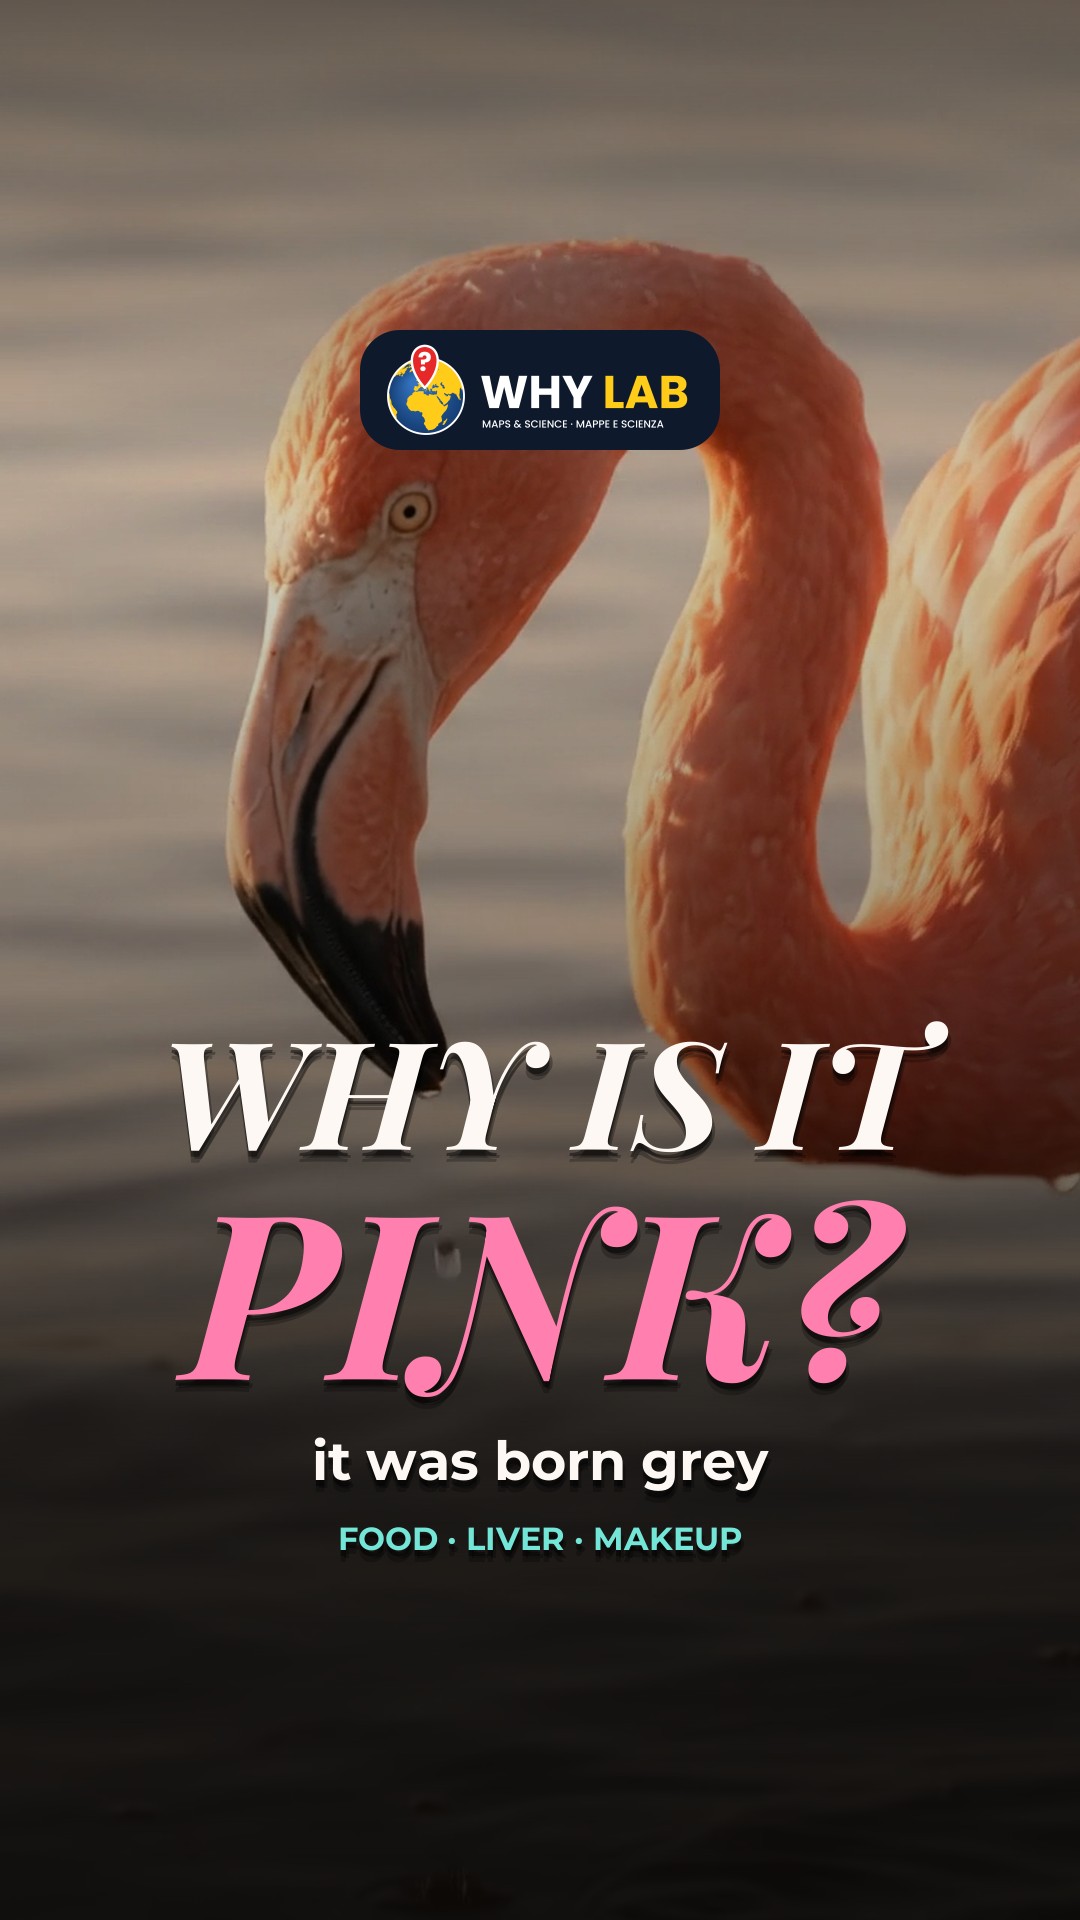 ?
WHY LAB
MAPS & SCIENCE · MAPPE E SCIENZA
WHY IS IT
PINK?
it was born grey
FOOD · LIVER · MAKEUP